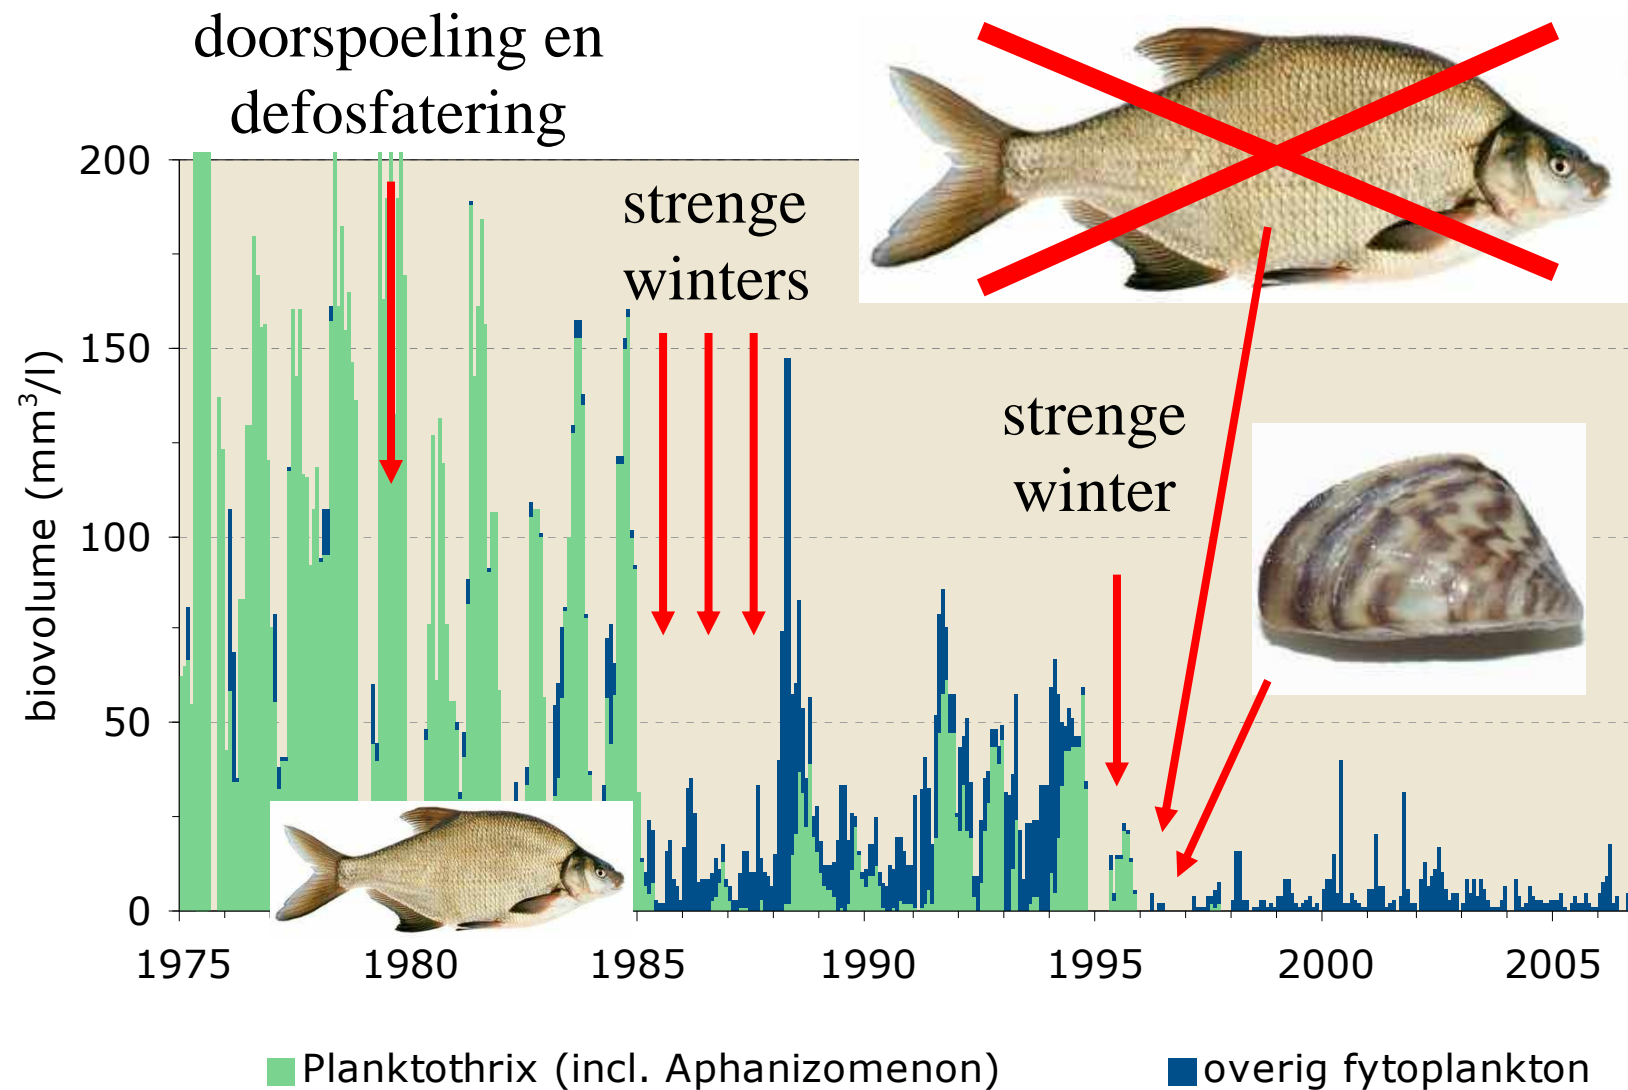 doorspoeling en
defosfatering
strenge
winters
strenge
winter
biovolume (mm³/l)
200
150
100
50
0
1975 1980 1985 1990 1995 2000 2005
Planktothrix (incl. Aphanizomenon) overig fytoplankton